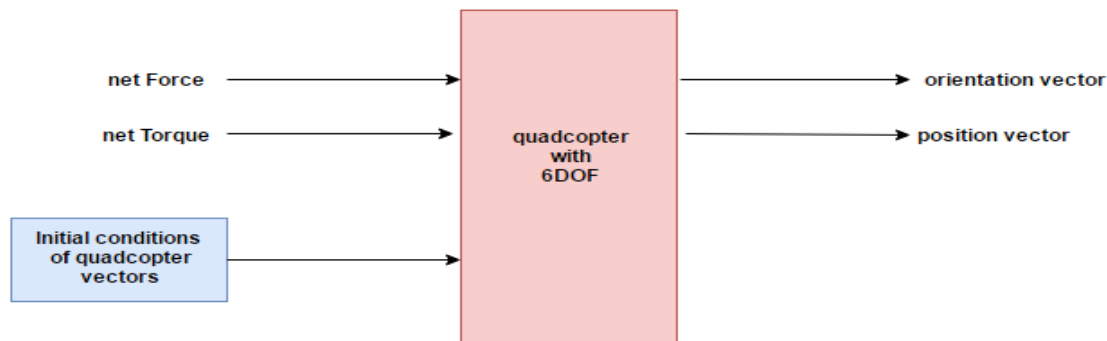 net Force
net Torque
Initial conditions
of quadcopter
vectors
quadcopter
with
6DOF
orientation vector
position vector